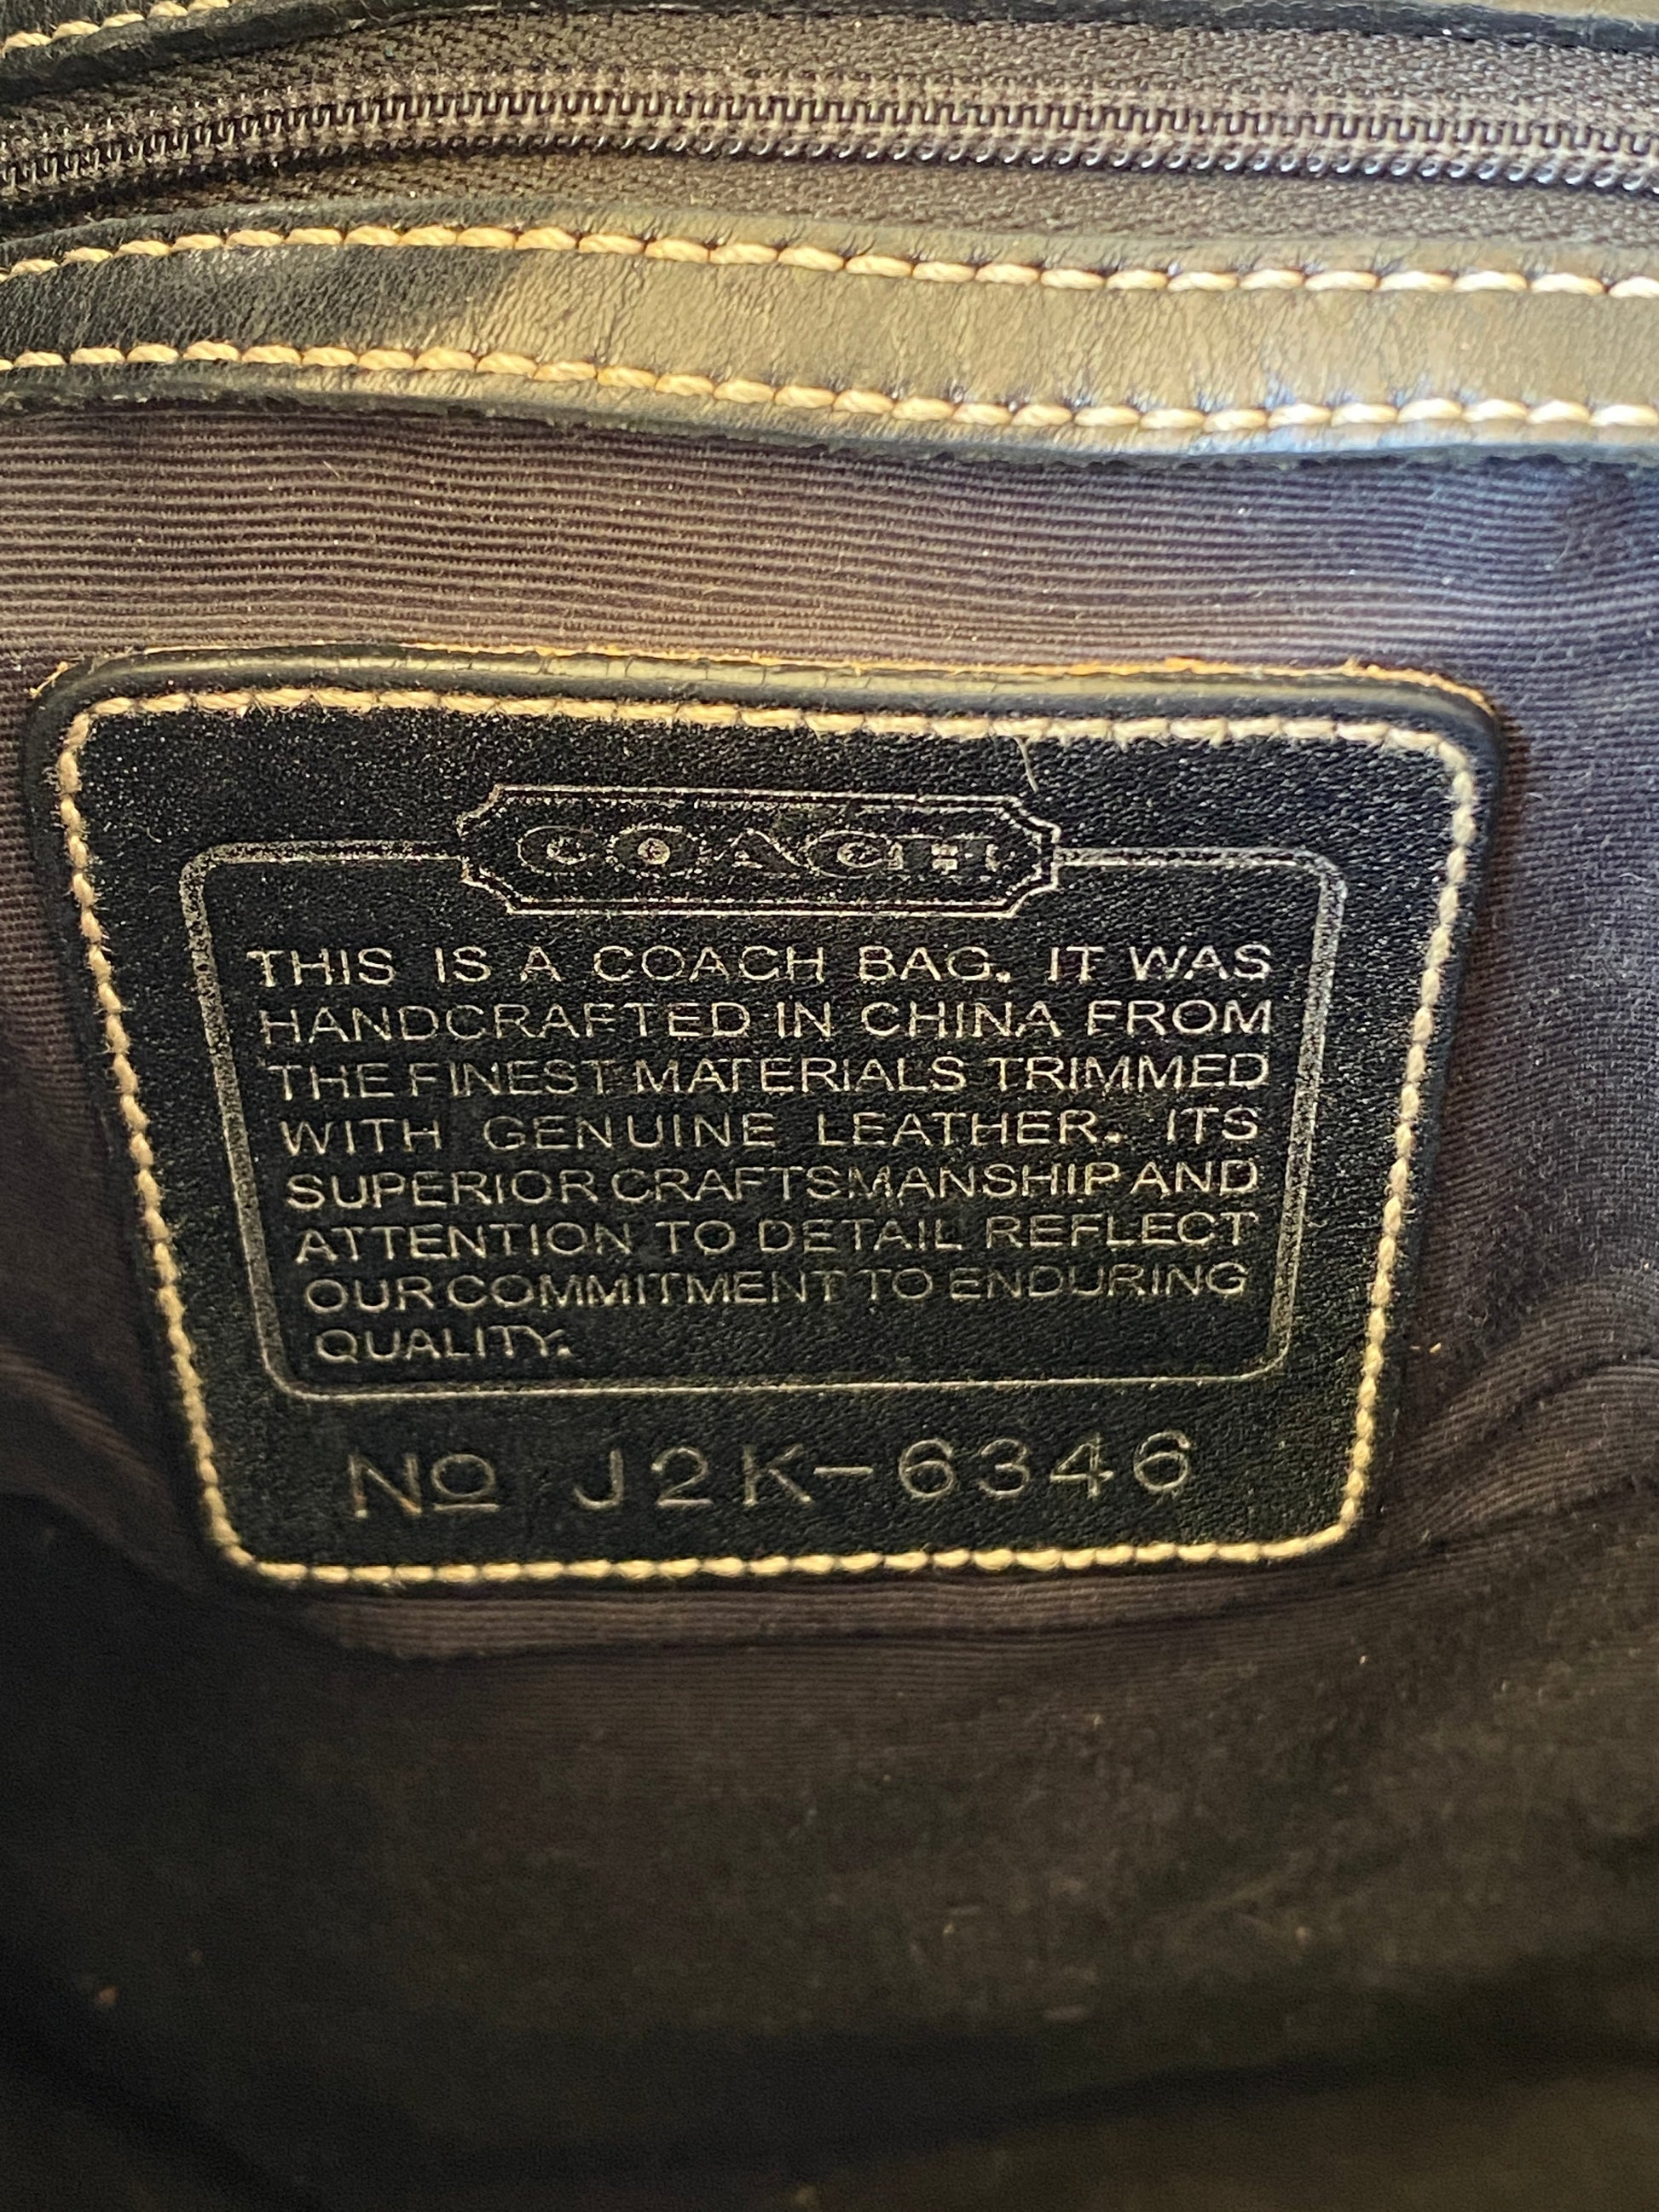 COACH
THIS IS A COACH BAG. IT WAS
HANDCRAFTED IN CHINA FROM
THE FINEST MATERIALS TRIMMED
WITH GENUINE LEATHER. ITS
SUPERIOR CRAFTSMANSHIP AND
ATTENTION TO DETAIL REFLECT
OUR COMMITMENT TO ENDURING
QUALITY.
No J2K-6346